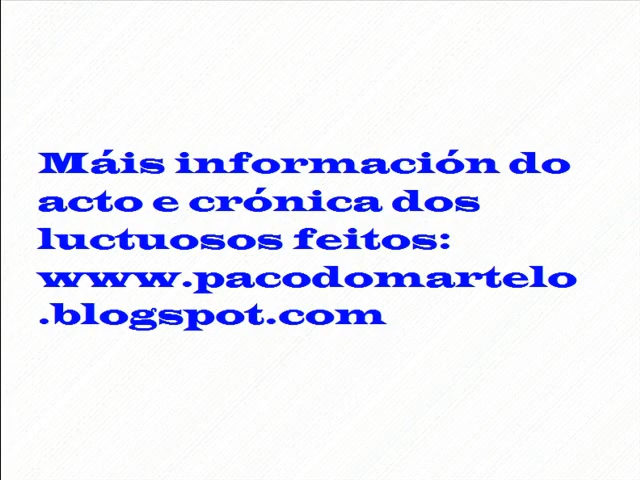 Máis información do
acto e crónica dos
luctuosos feitos:
www.pacodomartelo
.blogspot.com